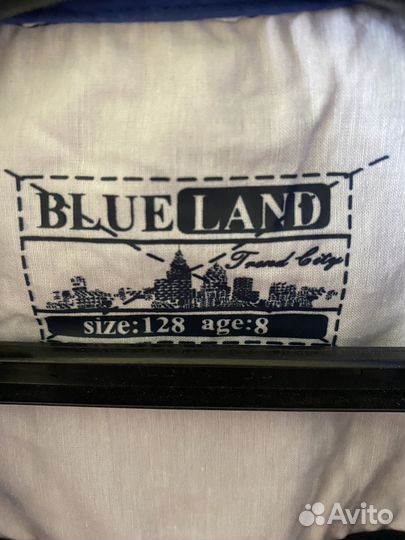 BLUE LAND
Trend City
size:128 age:8
Avito